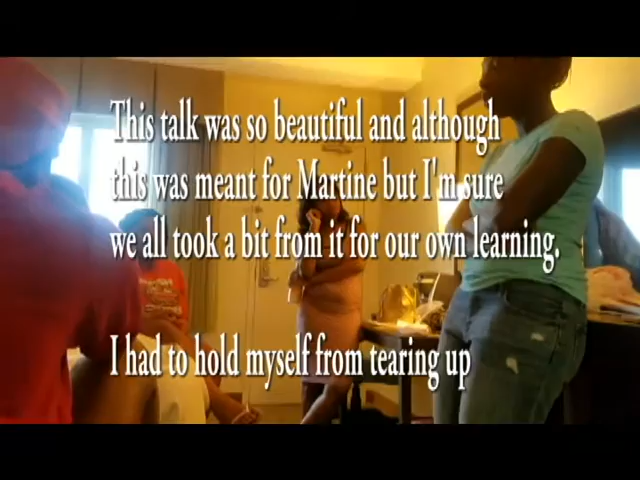 This talk was so beautiful and although
this was meant for Martine but I'm sure
we all took a bit from it for our own learning.
I had to hold myself from tearing up